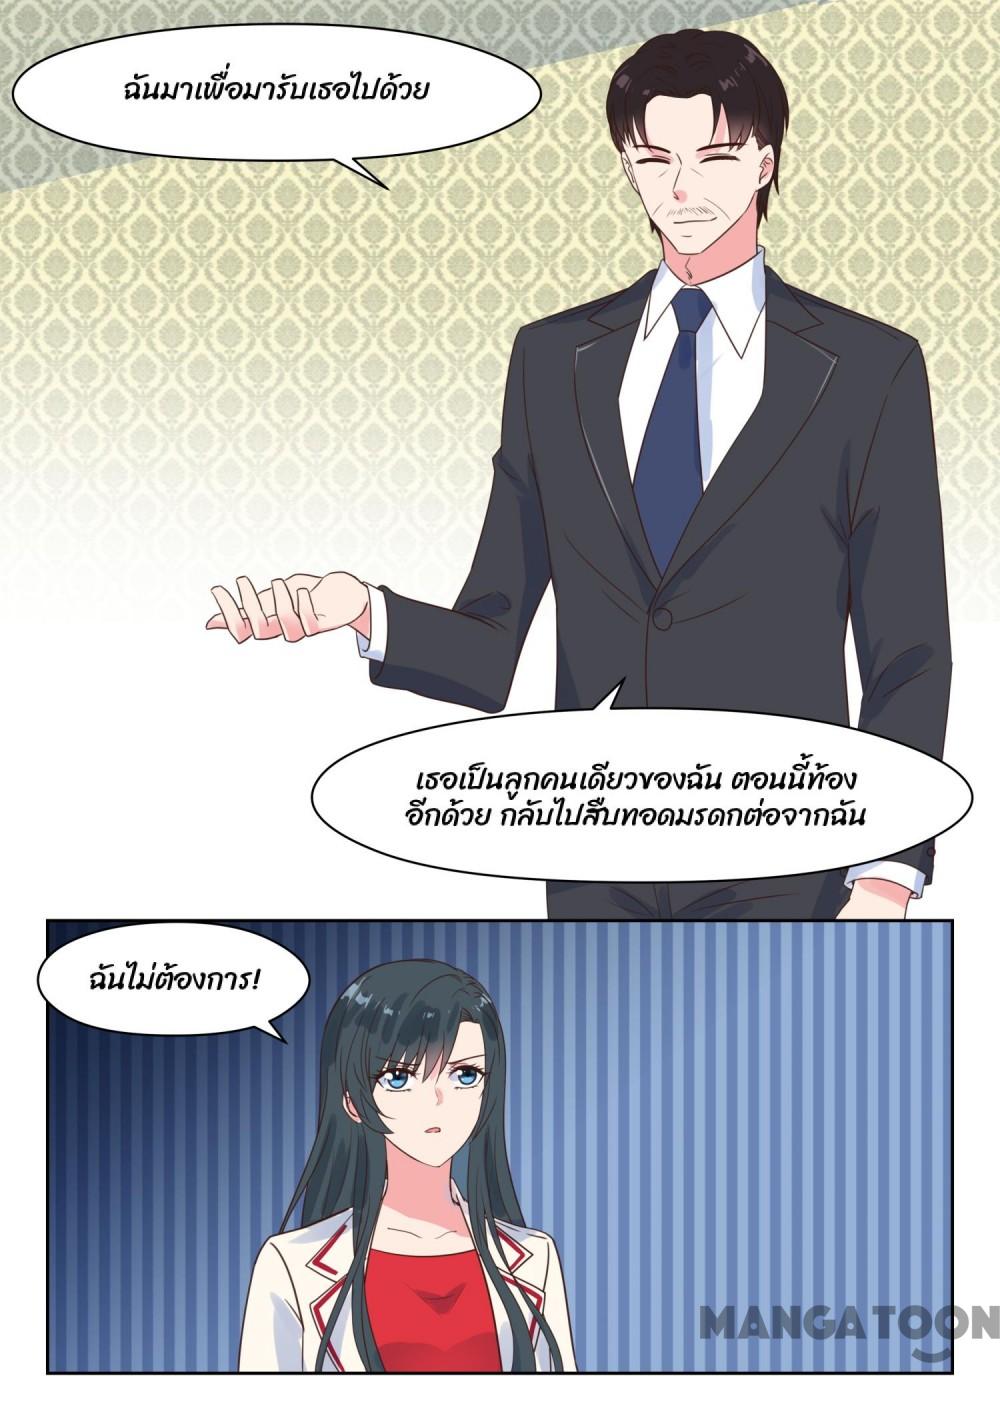 ฉันมาเพื่อมารับเธอไปด้วย
เธอเป็นลูกคนเดียวของฉัน ตอนนี้ท้อง
อีกด้วย กลับไปสืบทอดมรดกต่อจากฉัน
ฉันไม่ต้องการ!
MANGATOON